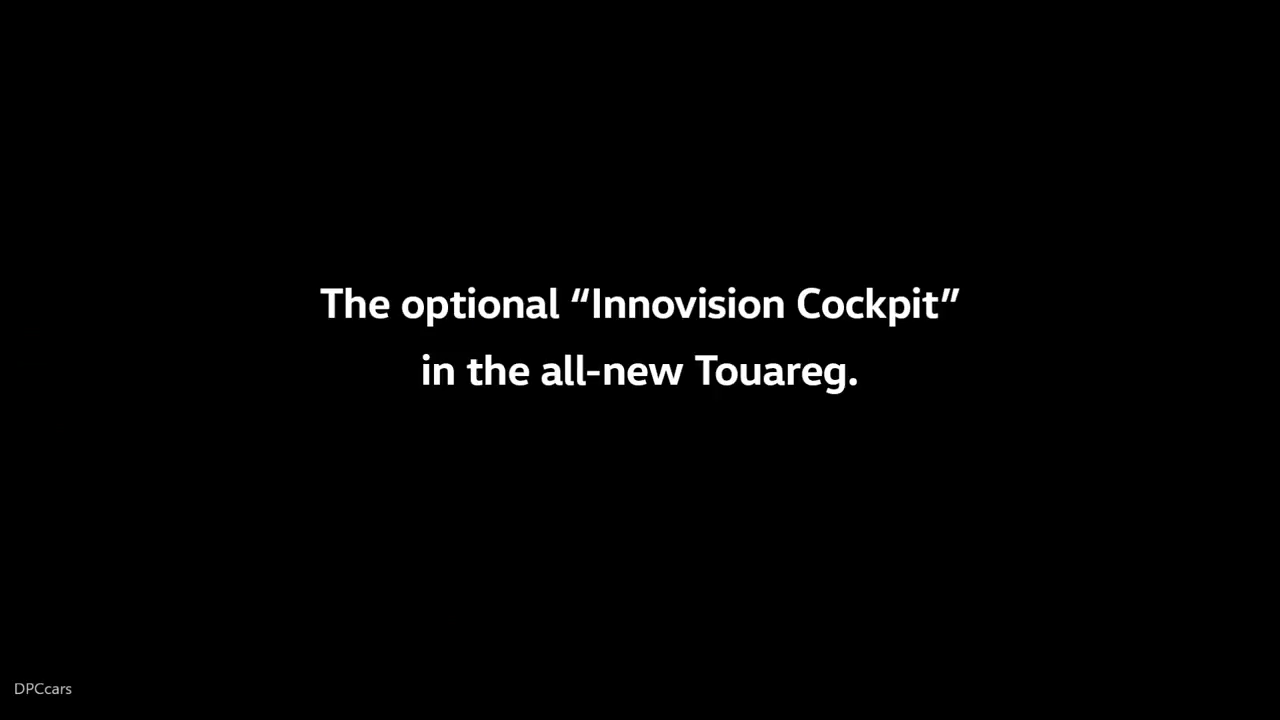 The optional “Innovision Cockpit”
in the all-new Touareg.
DPCcars